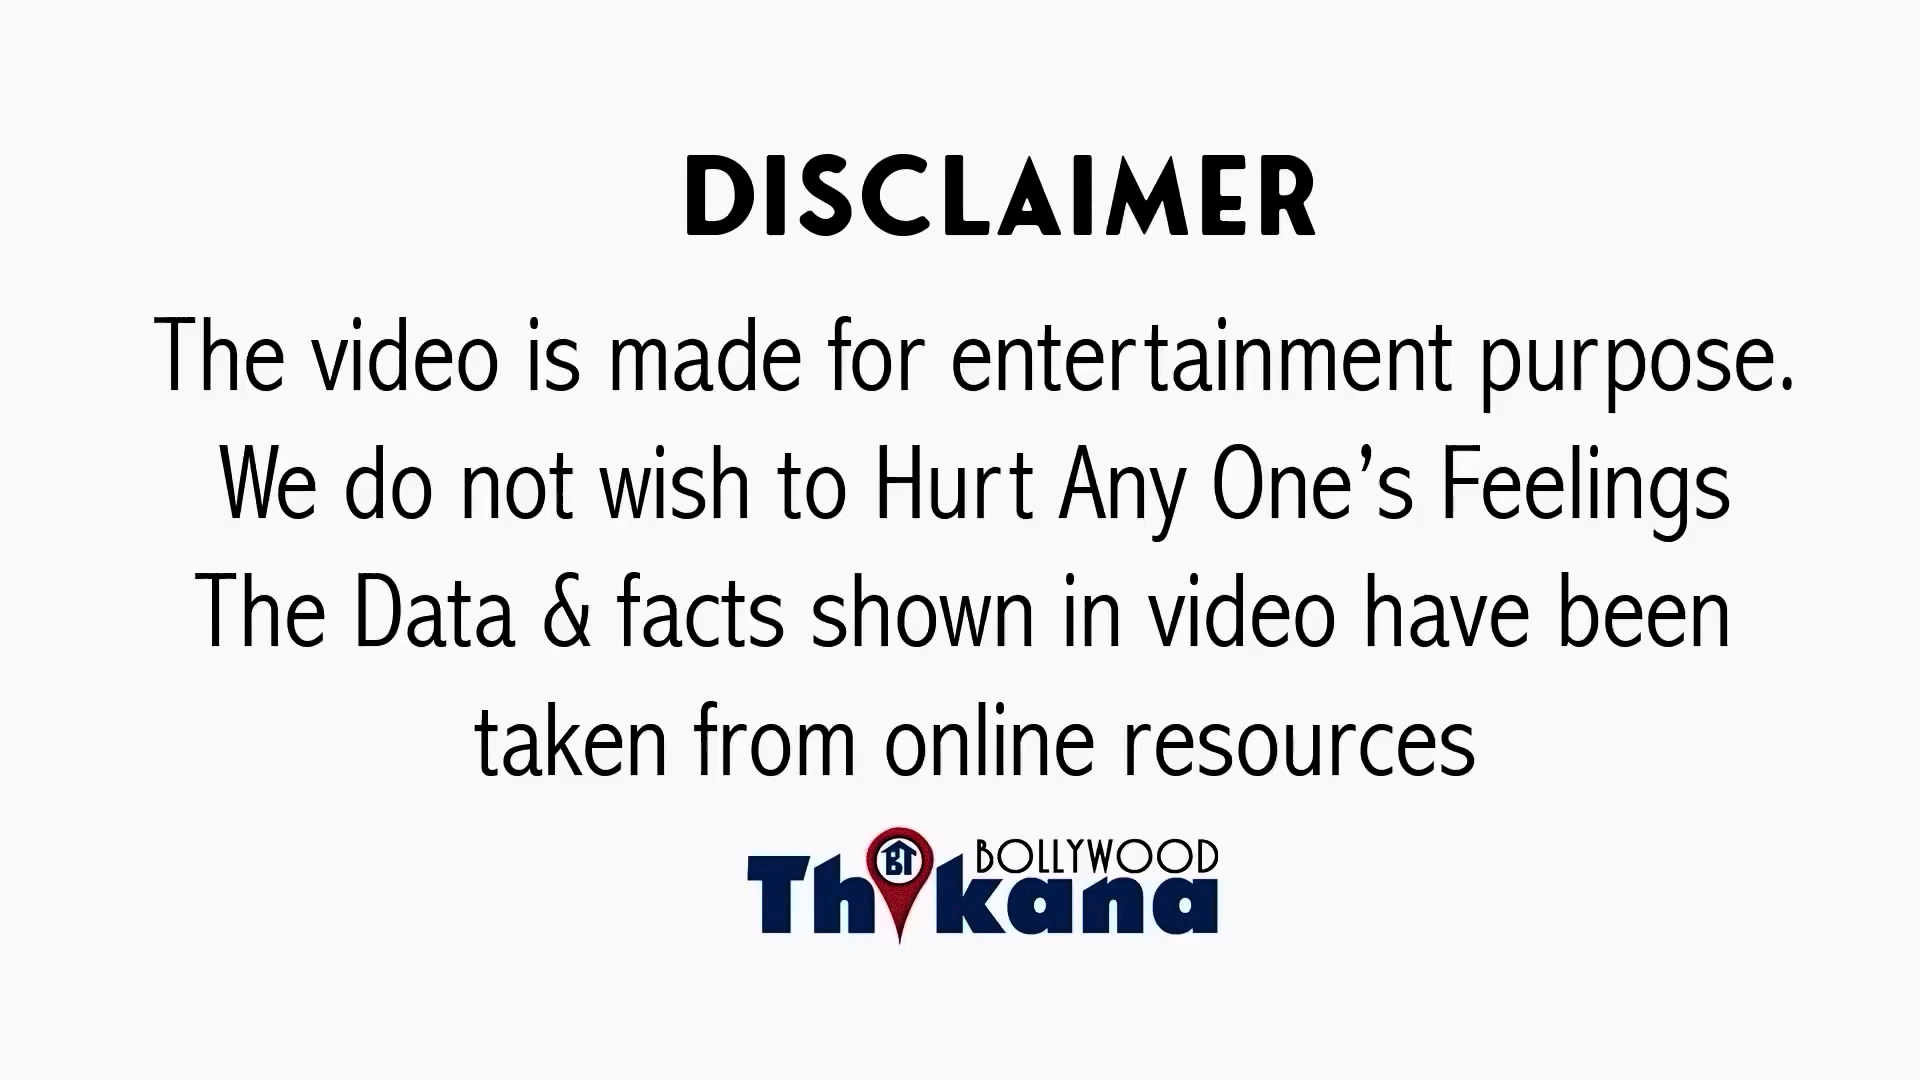 DISCLAIMER
The video is made for entertainment purpose.
We do not wish to Hurt Any One’s Feelings
The Data & facts shown in video have been
taken from online resources
BOLLYWOOD
BT
Thikana